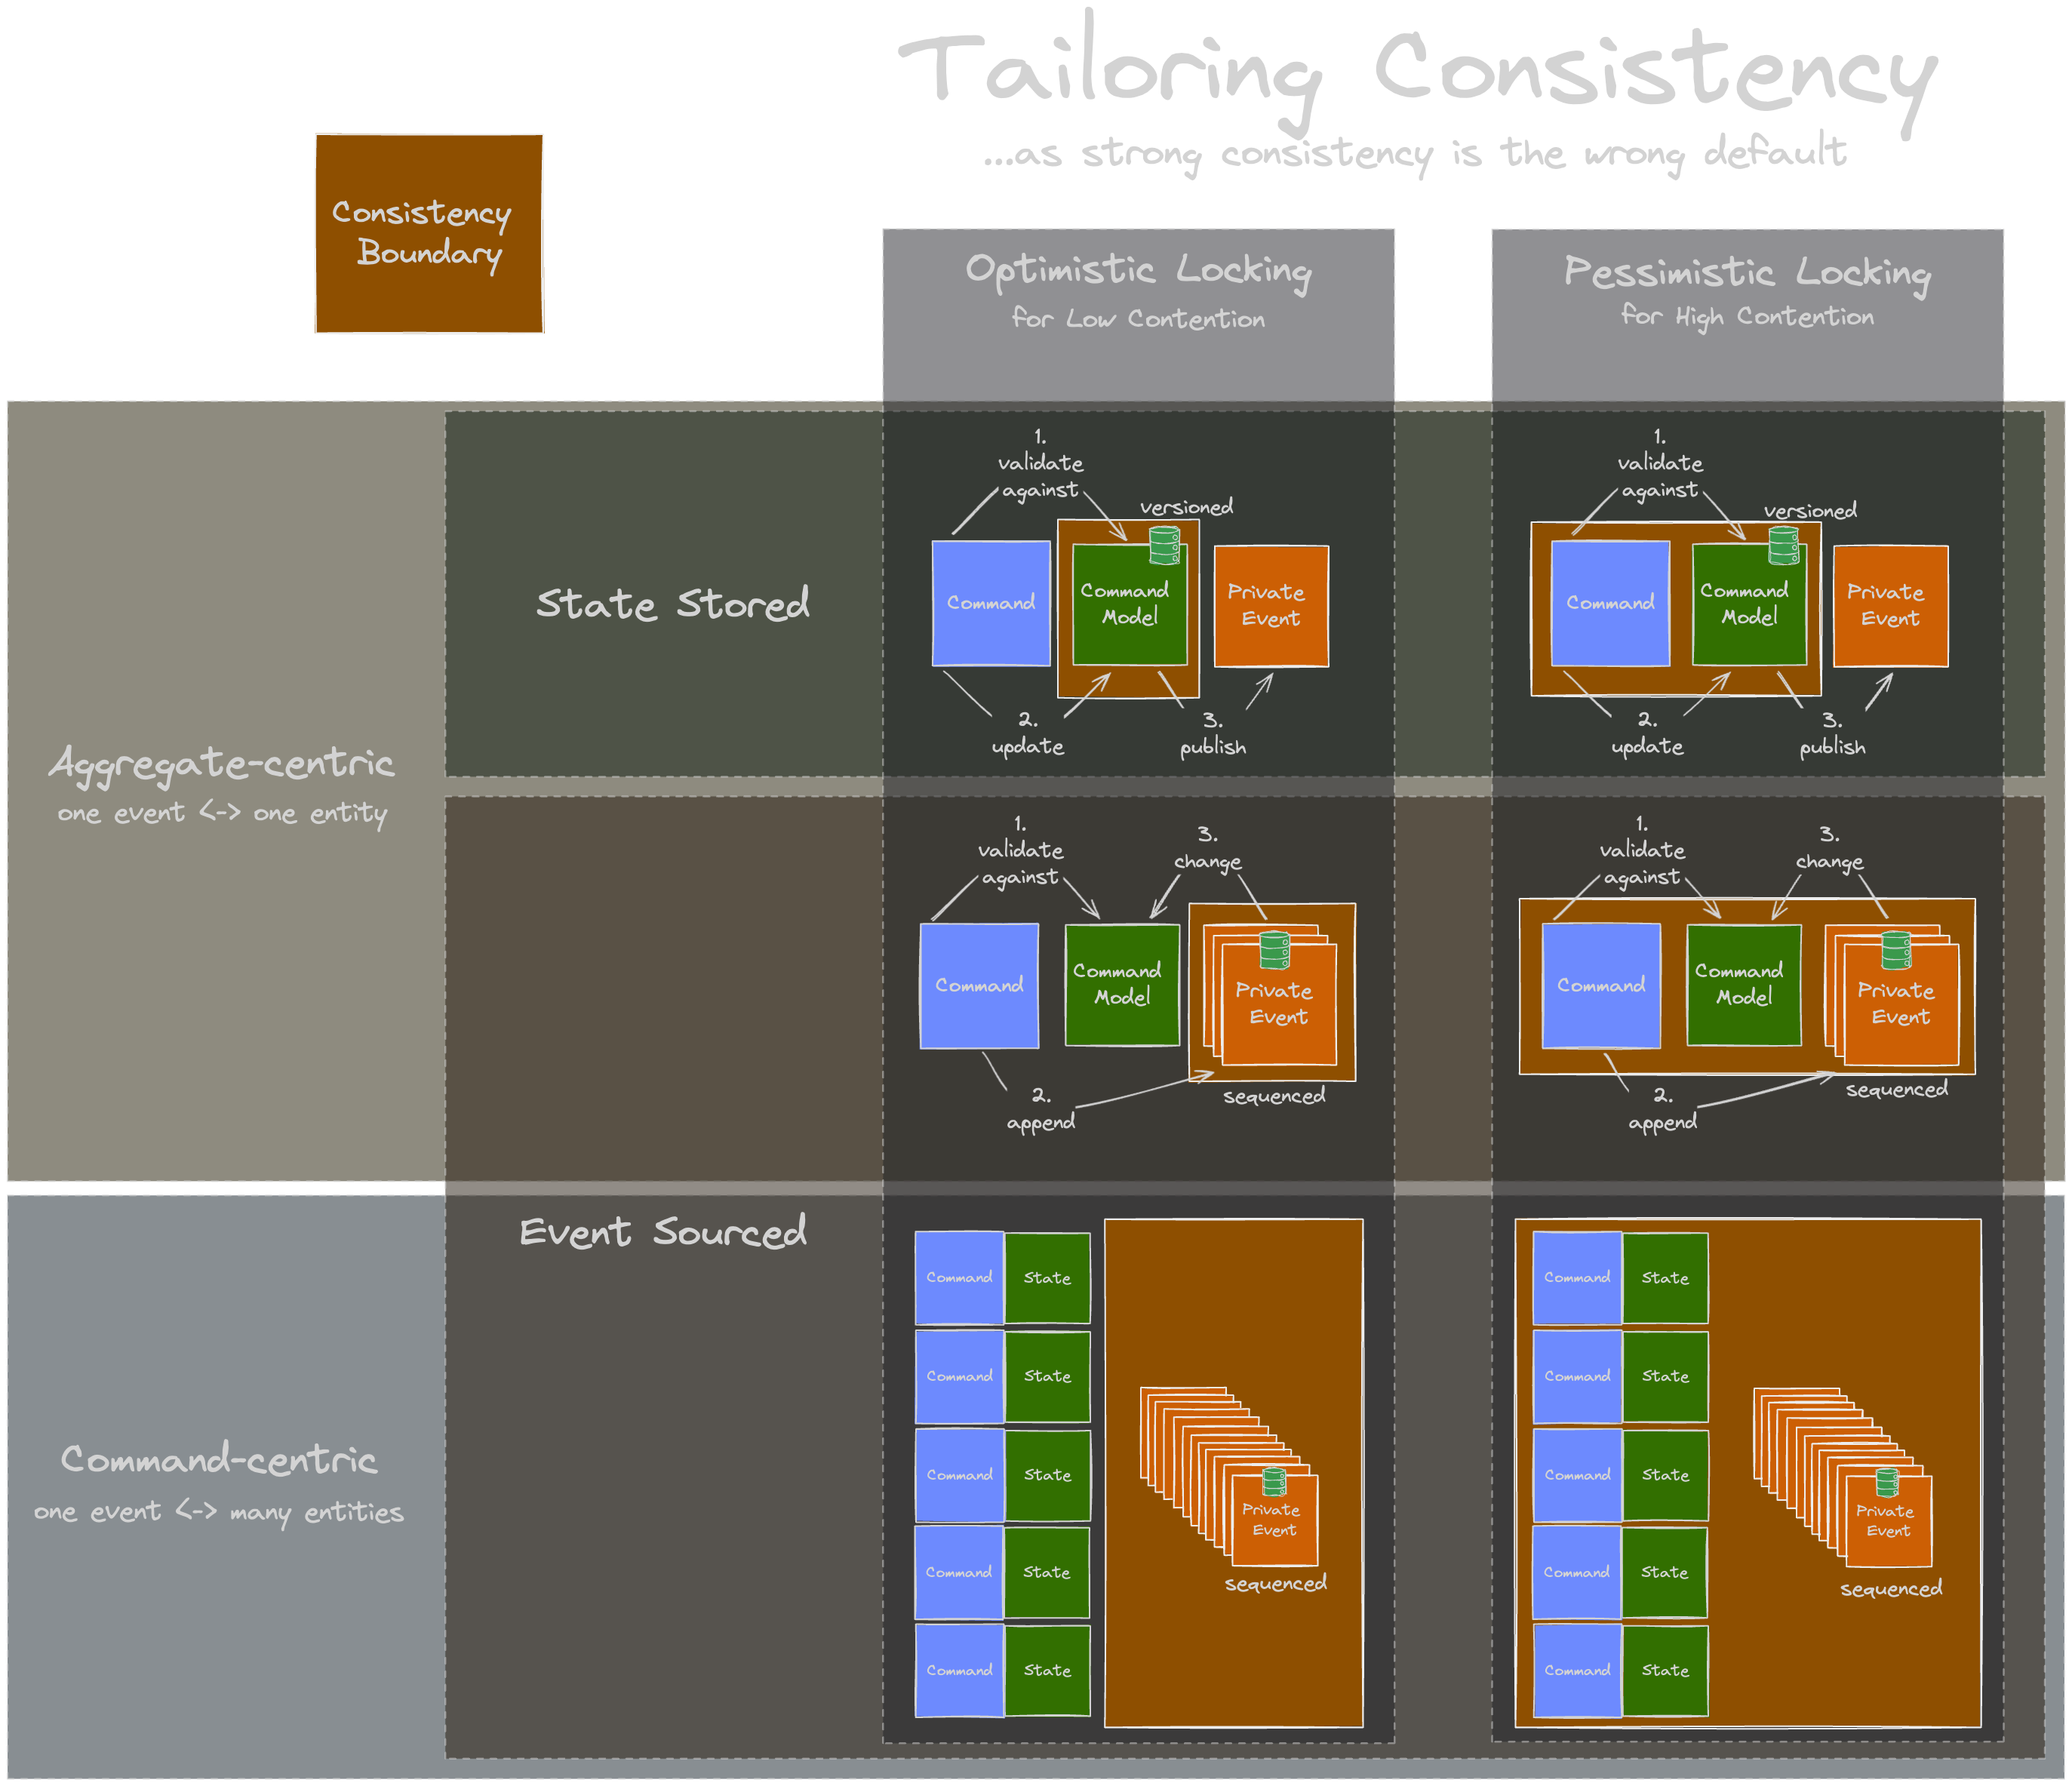 Tailoring Consistency
...as strong consistency is the wrong default
Consistency
Boundary
Optimistic Locking
for Low Contention
Pessimistic Locking
for High Contention
Aggregate-centric
one event <-> one entity
State Stored
1.
validate
against
versioned
Command
Command
Model
Private
Event
2.
update
3.
publish
1.
validate
against
versioned
Command
Command
Model
Private
Event
2.
update
3.
publish
Event Sourced
1.
validate
against
3.
change
Command
Command
Model
Private
Event
sequenced
2.
append
1.
validate
against
3.
change
Command
Command
Model
Private
Event
sequenced
2.
append
Command-centric
one event <-> many entities
Command
State
Command
State
Command
State
Command
State
Command
State
Private
Event
sequenced
Command
State
Command
State
Command
State
Command
State
Command
State
Private
Event
sequenced